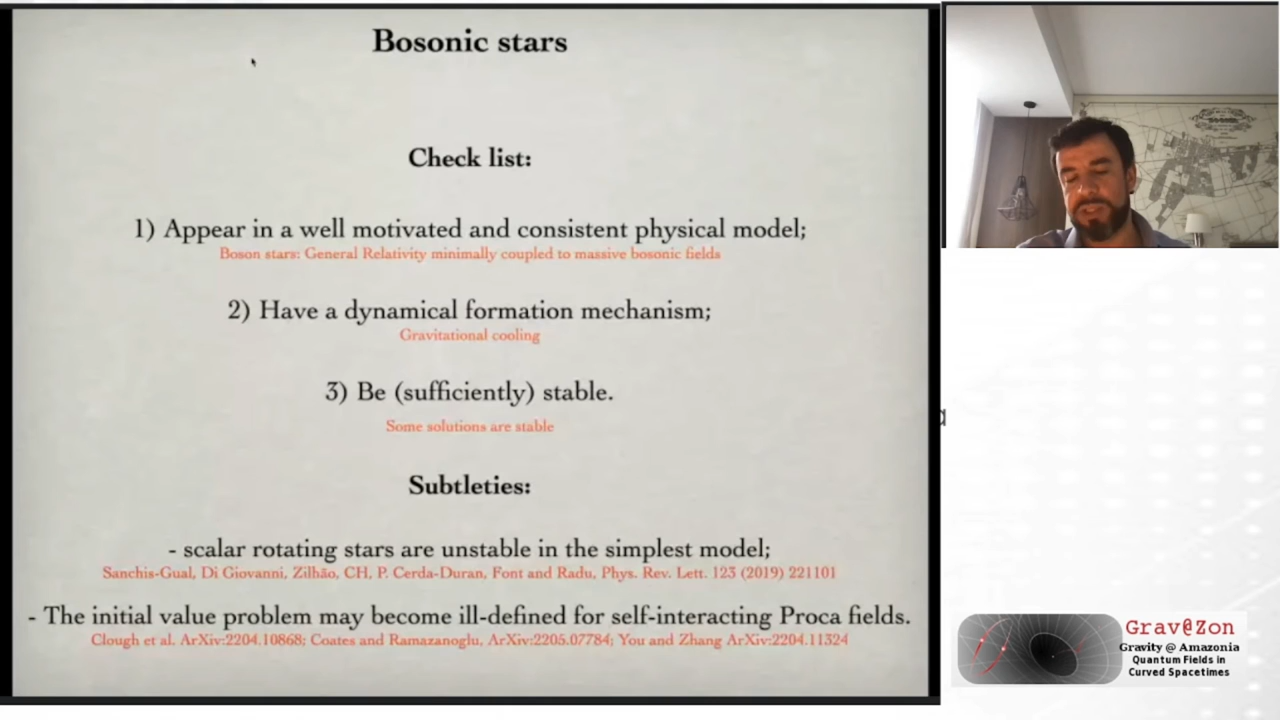 Bosonic stars
Check list:
1) Appear in a well motivated and consistent physical model;
Boson stars: General Relativity minimally coupled to massive bosonic fields
2) Have a dynamical formation mechanism;
Gravitational cooling
3) Be (sufficiently) stable.
Some solutions are stable
Subtleties:
- scalar rotating stars are unstable in the simplest model;
Sanchis-Gual, Di Giovanni, Zilhão, CH, P. Cerda-Duran, Font and Radu, Phys. Rev. Lett. 123 (2019) 221101
- The initial value problem may become ill-defined for self-interacting Proca fields.
Clough et al. ArXiv:2204.10868; Coates and Ramazanoglu, ArXiv:2205.07784; You and Zhang ArXiv:2204.11324
Grav@Zon
Gravity @ Amazonia
Quantum Fields in
Curved Spacetimes